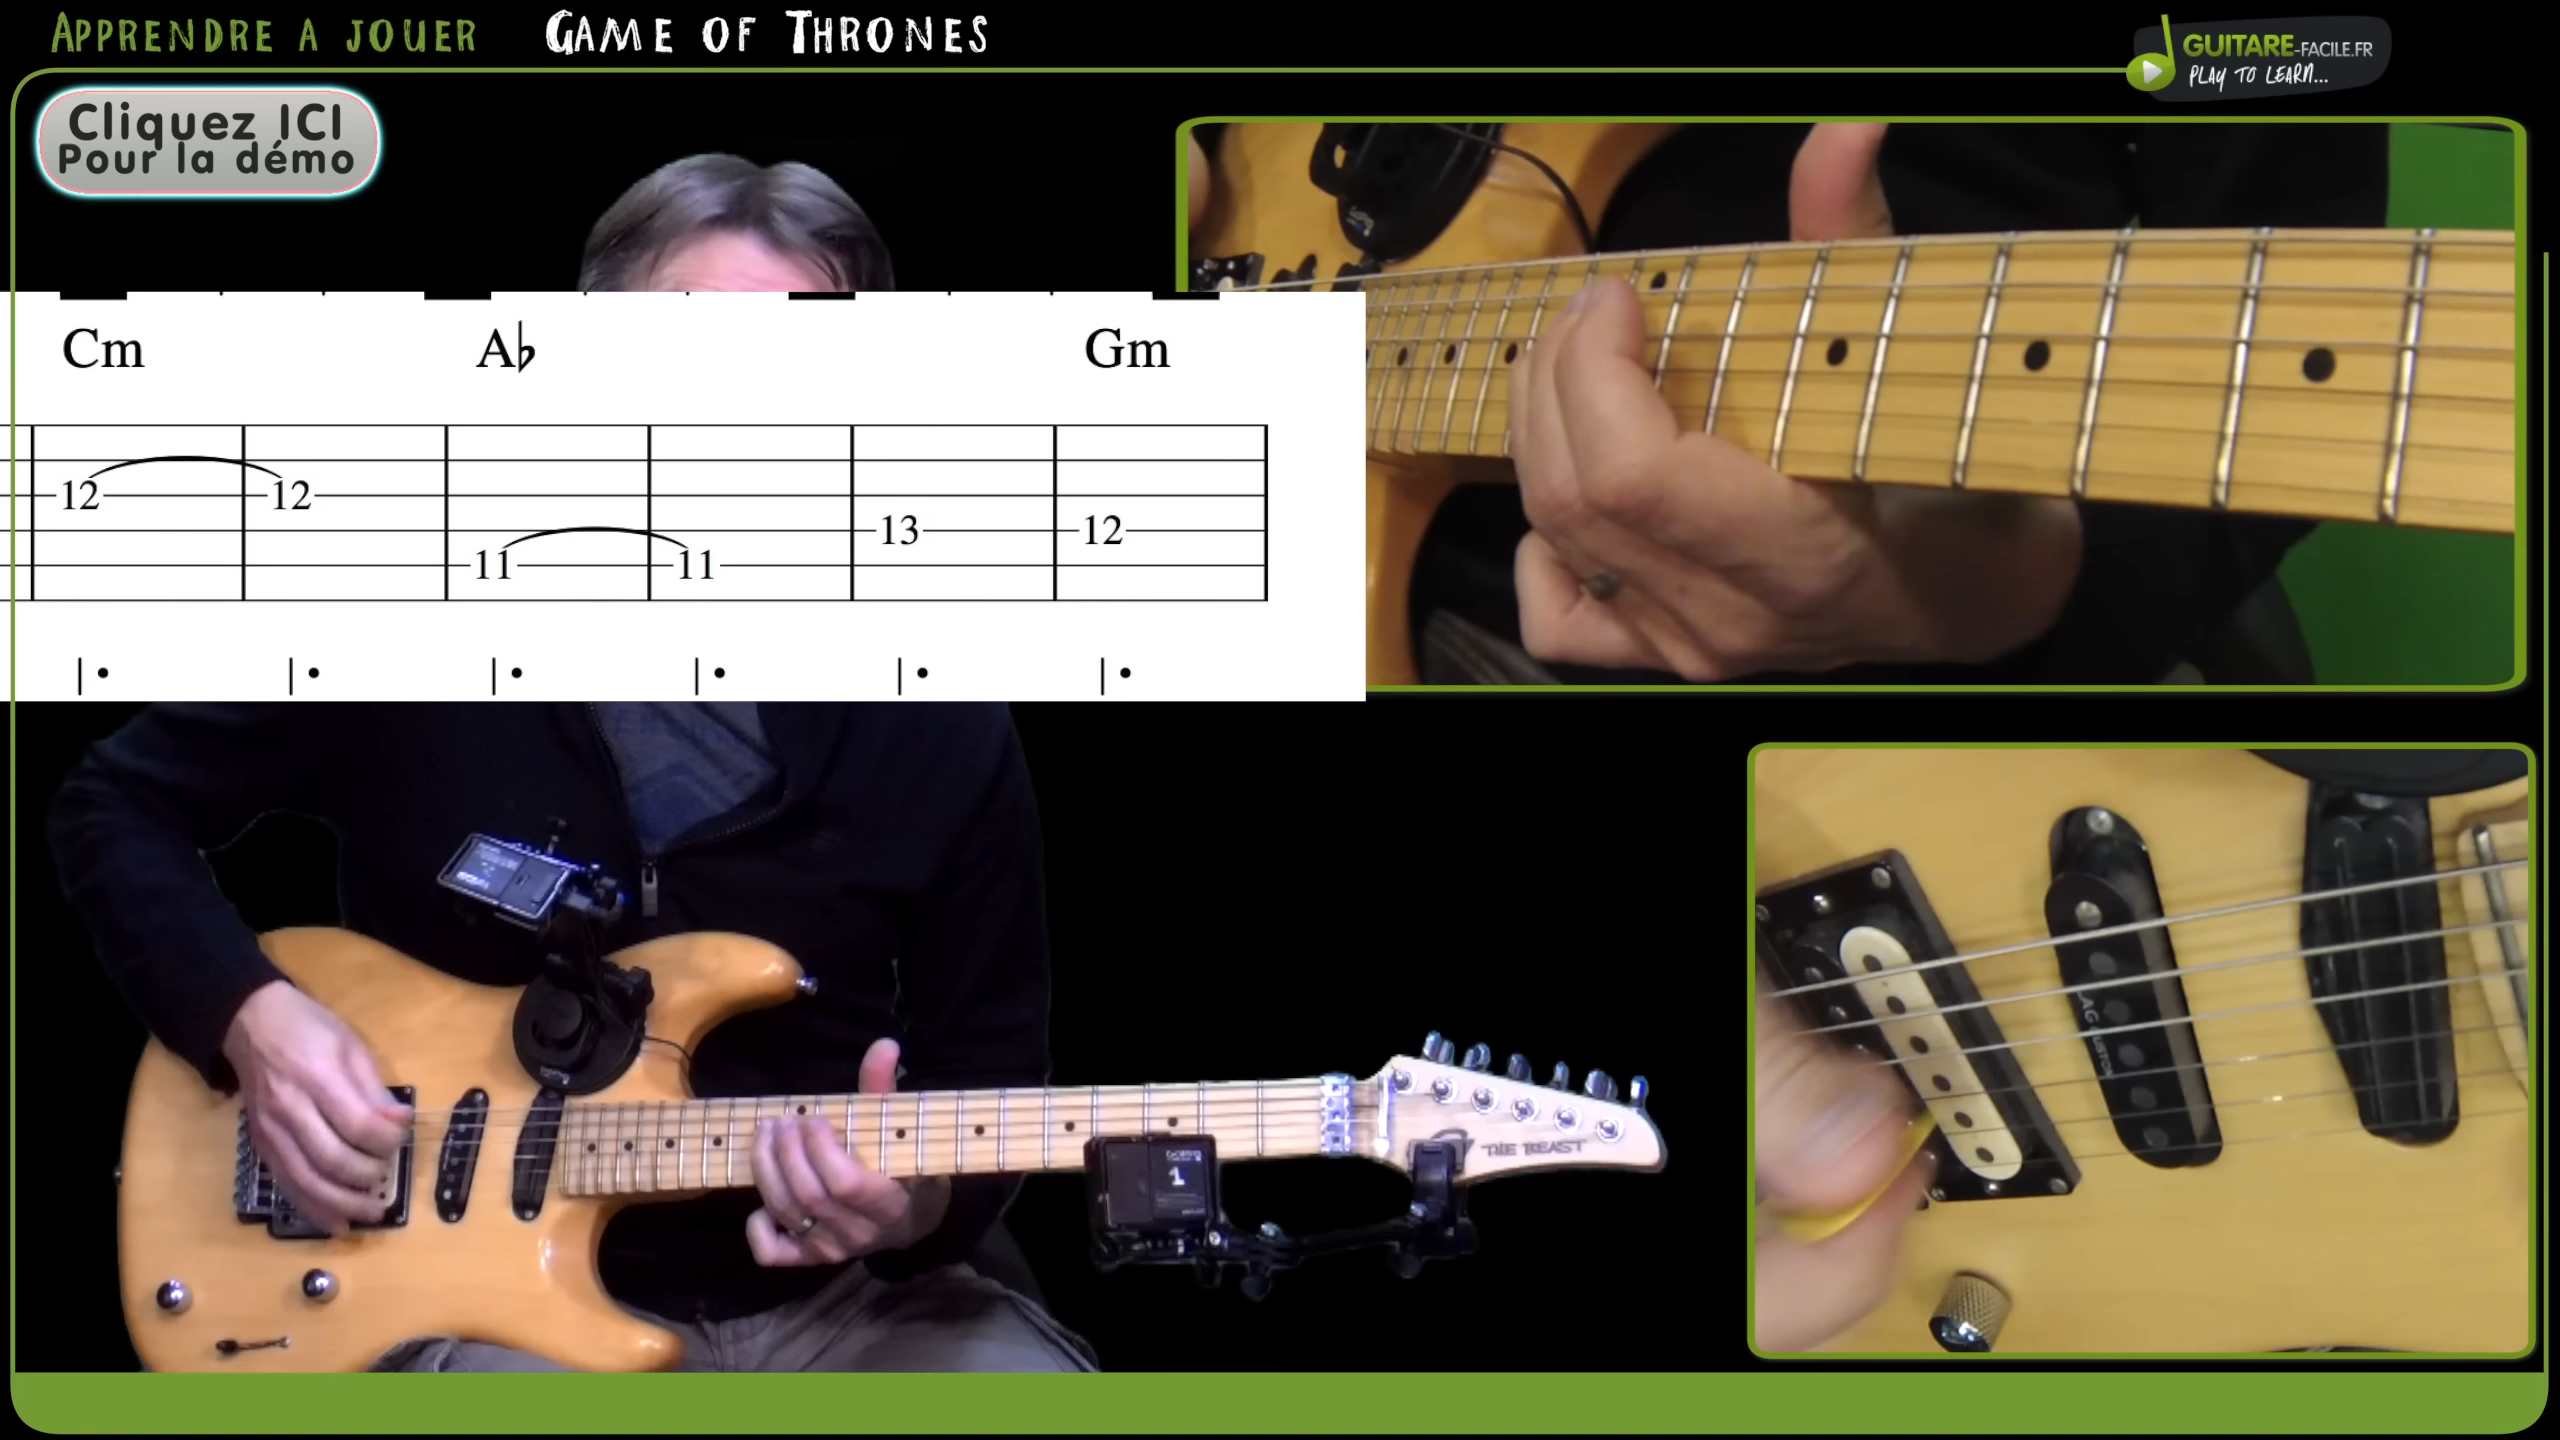 APPRENDRE A JOUER GAME OF THRONES
GUITARE-FACILE.FR
PLAY TO LEARN...
Cliquez ICI
Pour la démo
Cm A♭ Gm
12 12
13 12
11 11
1
THE BEAST